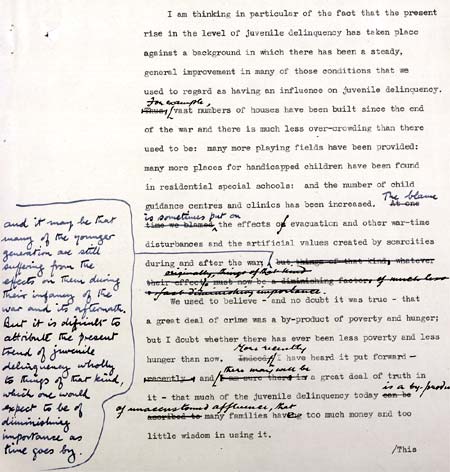 I am thinking in particular of the fact that the present
rise in the level of juvenile delinquency has taken place
against a background in which there has been a steady,
general improvement in many of those conditions that we
used to regard as having an influence on juvenile delinquency.
For example,
Thus, vast numbers of houses have been built since the end
of the war and there is much less over-crowding than there
used to be: many more playing fields have been provided:
many more places for handicapped children have been found
in residential special schools: and the number of child
guidance centres and clinics has been increased. At one
The blame
is sometimes put on
time we blamed the effects of evacuation and other war-time
disturbances and the artificial values created by scarcities
during and after the war; but, things of that kind, whatever
originally, things of that kind
their effect, must now be a diminishing factor, of much less
diminishing importance
We used to believe - and no doubt it was true - that
a great deal of crime was a by-product of poverty and hunger;
but I doubt whether there has ever been less poverty and less
More recently
hunger than now. Indeed, I have heard it put forward -
there may well be
recently - and I am sure there is a great deal of truth in
it - that much of the juvenile delinquency today can be
is a by-produc
of unaccustomed affluence, that
ascribed to many families having too much money and too
little wisdom in using it.
/This
and it may be that
many of the younger
generation are still
suffering from the
effects on them during
their infancy of the
war and its aftermath.
But it is difficult to
attribute the present
trend of juvenile
delinquency wholly
to things of that kind,
which one would
expect to be of
diminishing
importance as
time goes by.